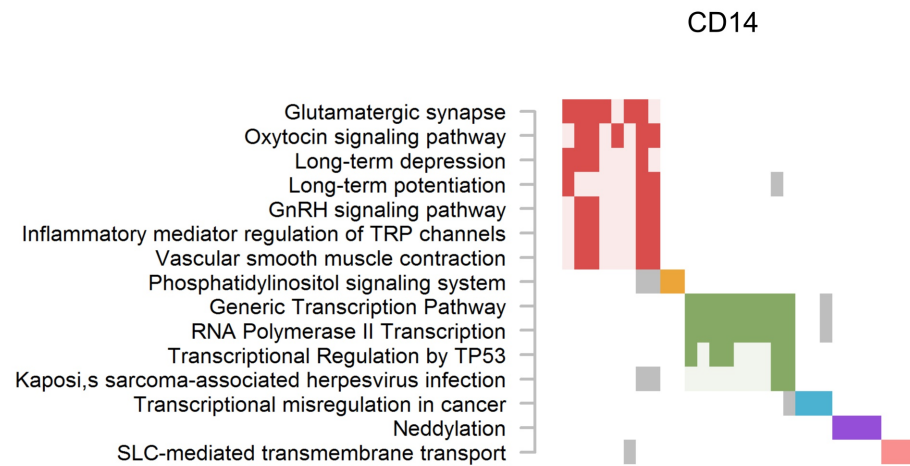 CD14
Glutamatergic synapse
Oxytocin signaling pathway
Long-term depression
Long-term potentiation
GnRH signaling pathway
Inflammatory mediator regulation of TRP channels
Vascular smooth muscle contraction
Phosphatidylinositol signaling system
Generic Transcription Pathway
RNA Polymerase II Transcription
Transcriptional Regulation by TP53
Kaposi,s sarcoma-associated herpesvirus infection
Transcriptional misregulation in cancer
Neddylation
SLC-mediated transmembrane transport